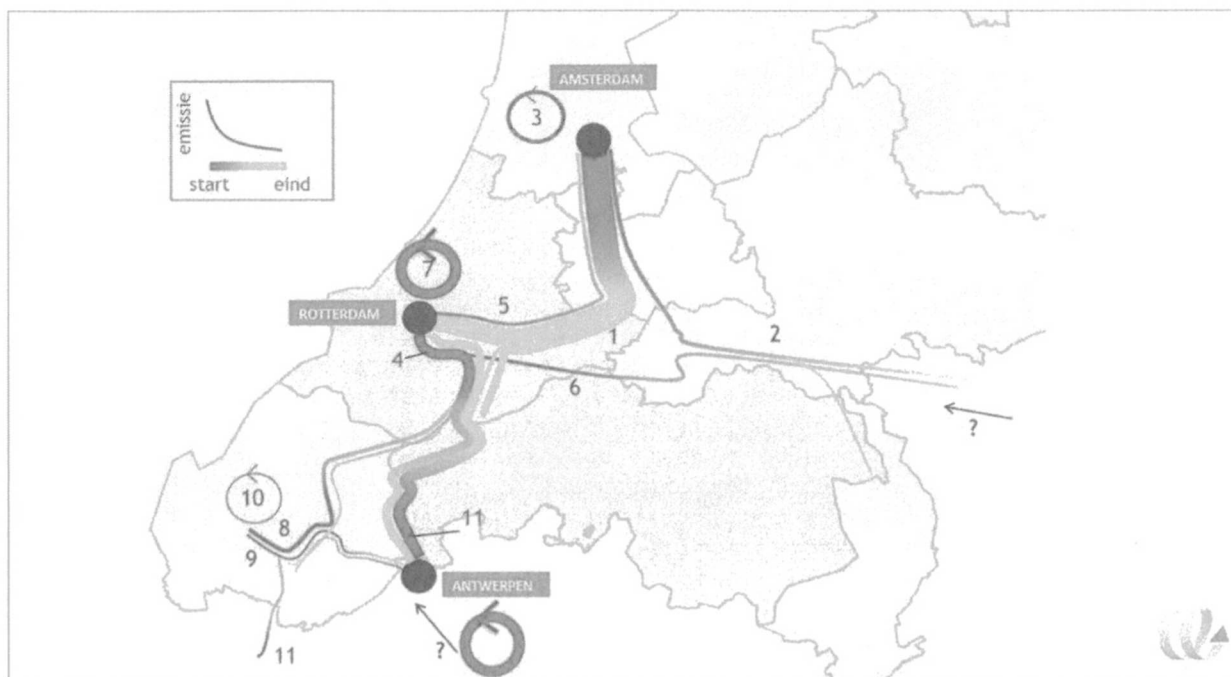 AMSTERDAM
3
emissie
start eind
7
ROTTERDAM
5
1
2
4
6
?
10
8
9
11
ANTWERPEN
?
11